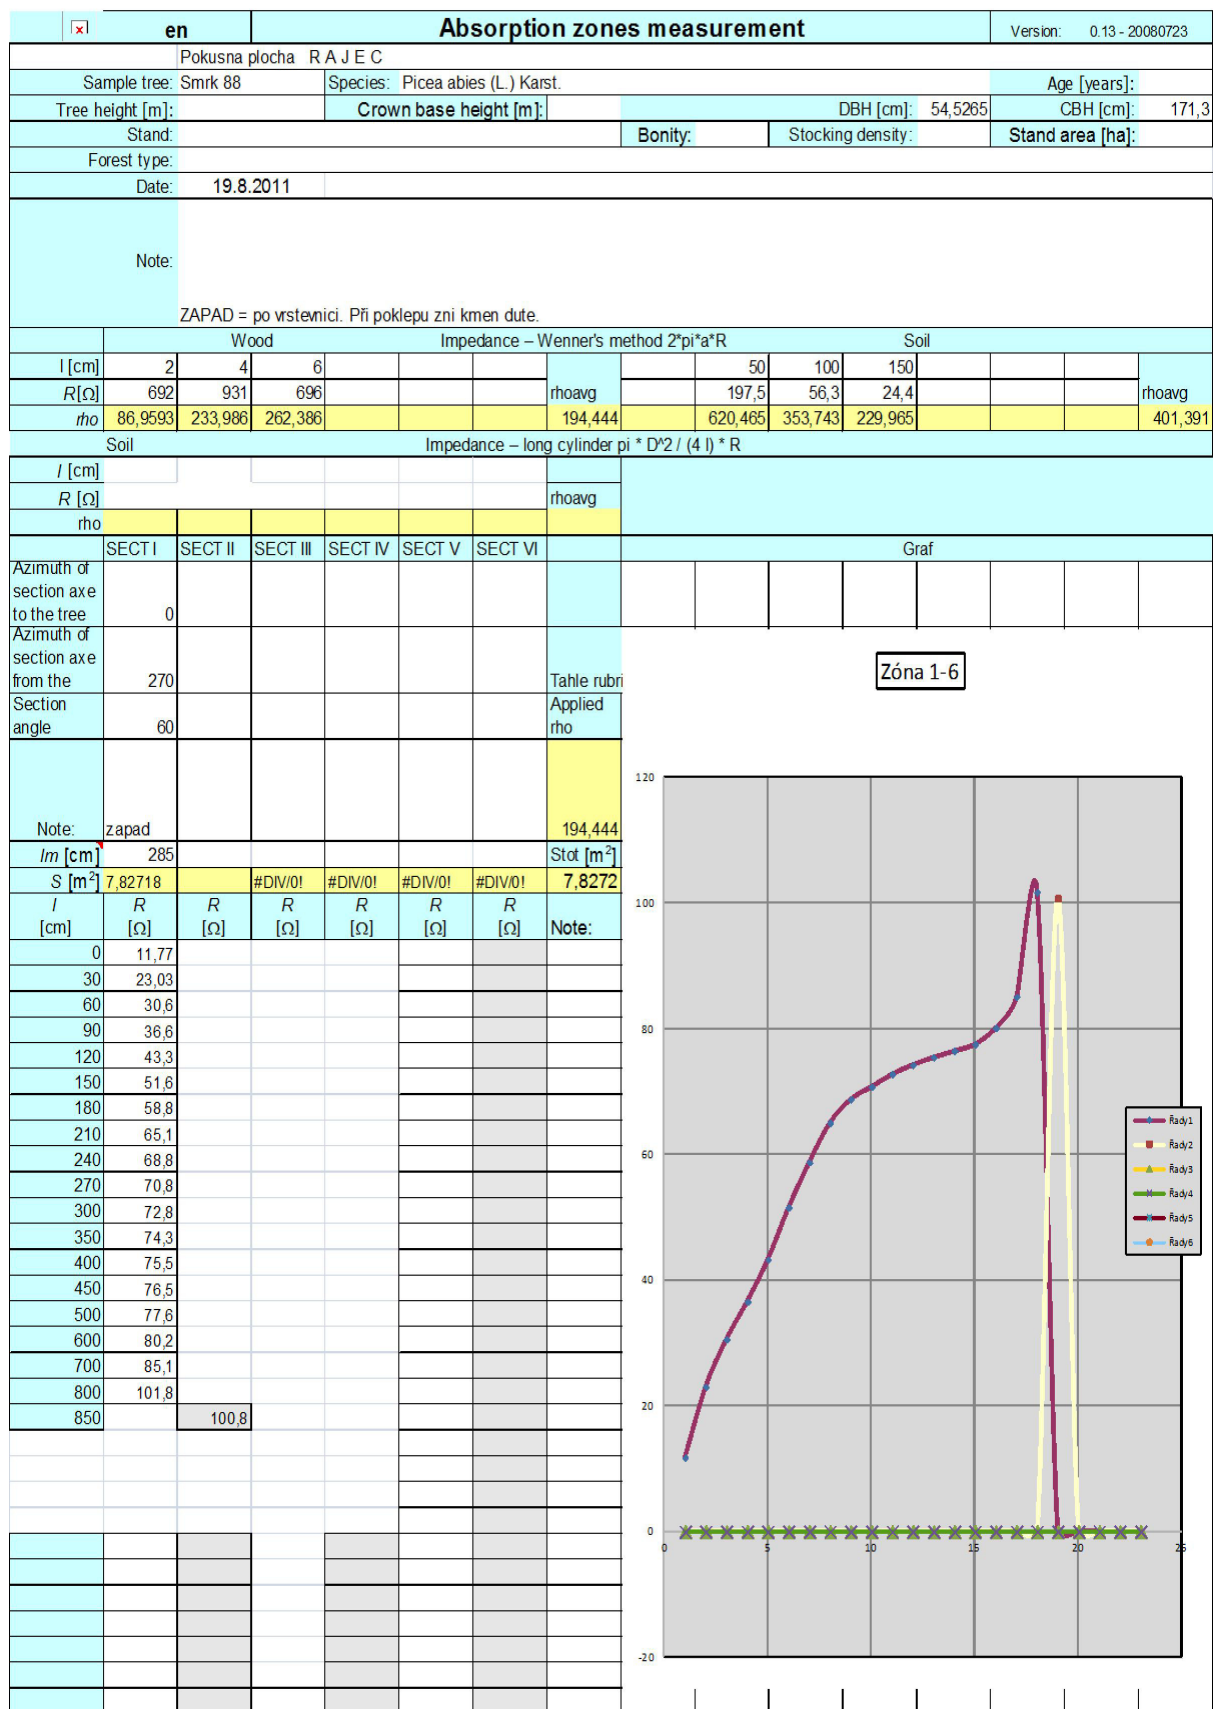 en Absorption zones measurement Version: 0.13 - 20080723
Pokusna plocha R A J E C
Sample tree: Smrk 88 Species: Picea abies (L.) Karst. Age [years]:
Tree height [m]: Crown base height [m]: DBH [cm]: 54,5265 CBH [cm]: 171,3
Stand: Bonity: Stocking density: Stand area [ha]:
Forest type:
Date: 19.8.2011
Note:
ZAPAD = po vrstevnici. Při poklepu zni kmen dute.
Wood Impedance – Wenner's method 2*pi*a*R Soil
l [cm] 2 4 6 50 100 150
R[Ω] 692 931 696 rhoavg 197,5 56,3 24,4 rhoavg
rho 86,9593 233,986 262,386 194,444 620,465 353,743 229,965 401,391
Soil Impedance – long cylinder pi * D^2 / (4 l) * R
l [cm]
R [Ω] rhoavg
rho
SECT I SECT II SECT III SECT IV SECT V SECT VI Graf
Azimuth of
section axe
to the tree 0
Azimuth of
section axe
from the 270 Tahle rubri
Section Applied
angle 60 rho
Note: zapad 194,444
lm [cm] 285 Stot [m²]
S [m²] 7,82718 #DIV/0! #DIV/0! #DIV/0! #DIV/0! 7,8272
l R R R R R R
[cm] [Ω] [Ω] [Ω] [Ω] [Ω] [Ω] Note:
0 11,77
30 23,03
60 30,6
90 36,6
120 43,3
150 51,6
180 58,8
210 65,1
240 68,8
270 70,8
300 72,8
350 74,3
400 75,5
450 76,5
500 77,6
600 80,2
700 85,1
800 101,8
850 100,8
Zóna 1-6
120
100
80
60
40
20
0
-20
0 5 10 15 20 25
Řady1
Řady2
Řady3
Řady4
Řady5
Řady6